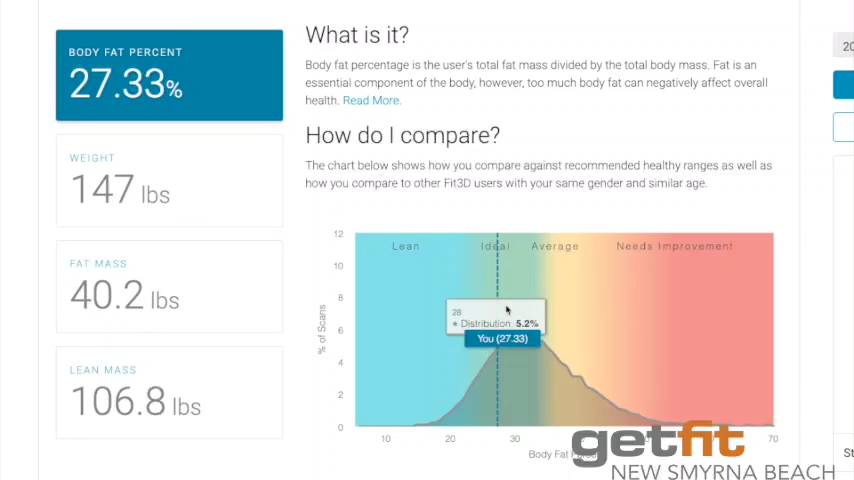 BODY FAT PERCENT
27.33%
WEIGHT
147 lbs
FAT MASS
40.2 lbs
LEAN MASS
106.8 lbs
What is it?
Body fat percentage is the user's total fat mass divided by the total body mass. Fat is an
essential component of the body, however, too much body fat can negatively affect overall
health. Read More.
How do I compare?
The chart below shows how you compare against recommended healthy ranges as well as
how you compare to other Fit3D users with your same gender and similar age.
Lean Ideal Average Needs Improvement
12
10
8
6
4
2
0
% of Scans
28
Distribution: 5.2%
You (27.33)
10 20 30 70
Body Fat
20
St
getfit
NEW SMYRNA BEACH